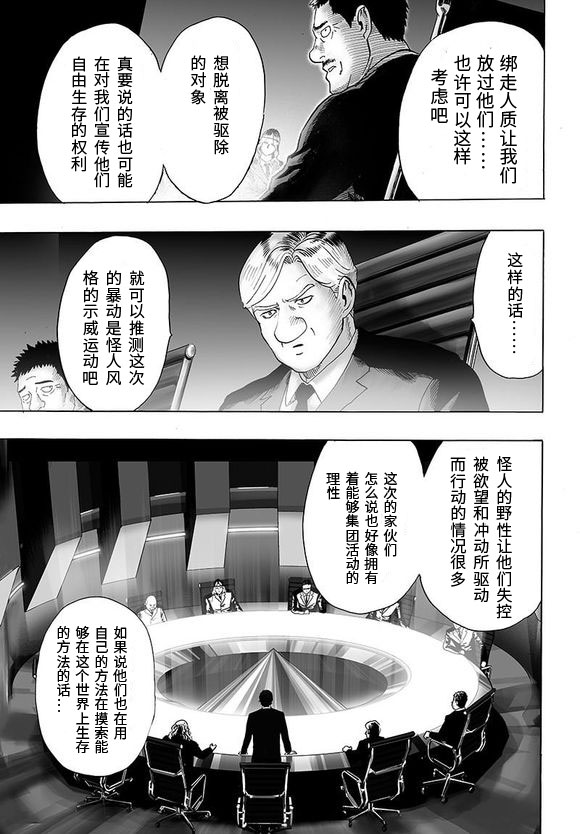 绑走人质让我们
放过他们……
也许可以这样
考虑吧
想脱离被驱除
的对象
真要说的话也可能
在对我们宣传他们
自由生存的权利
这样的话……
就可以推测这次
的暴动是怪人风
格的示威运动吧
怪人的野性让他们失控
被欲望和冲动所驱动
而行动的情况很多
这次的家伙们
怎么说也好像拥有
着能够集团活动的
理性
如果说他们也在用
自己的方法在摸索能
够在这个世界上生存
的方法的话…